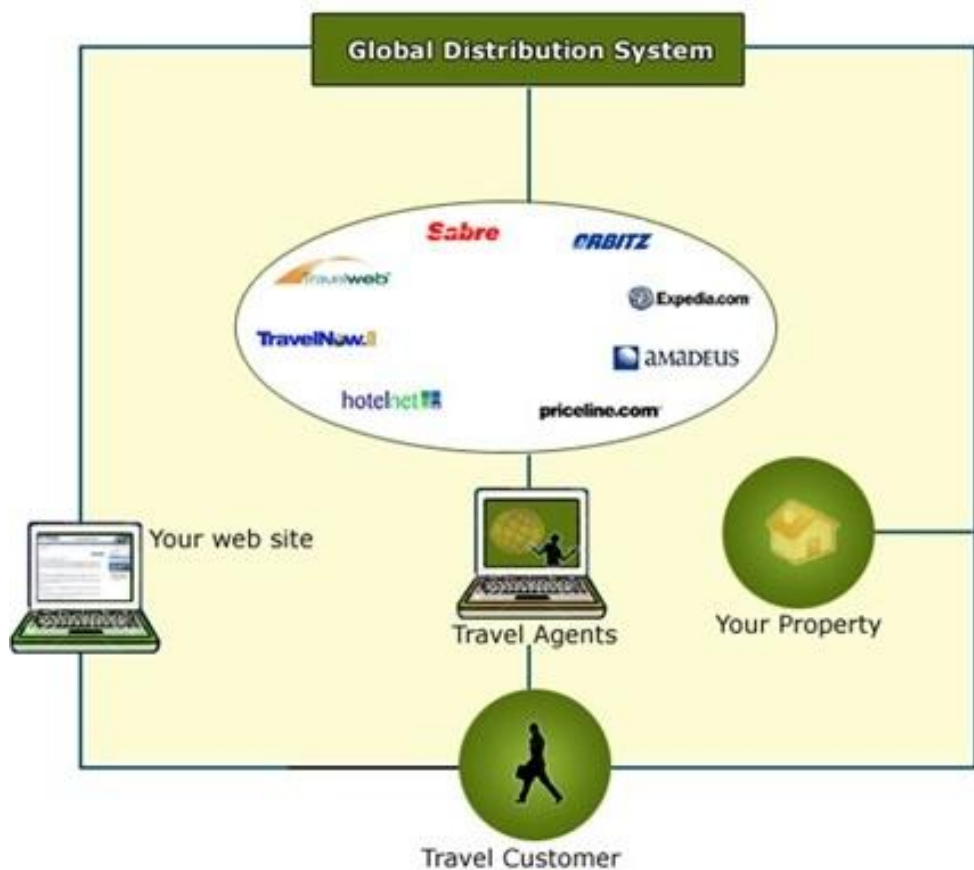 Global Distribution System
Sabre
ORBITZ
Travelweb
Expedia.com
TravelNow.
AMADEUS
hotelnet
priceline.com
Your web site
Travel Agents
Your Property
Travel Customer